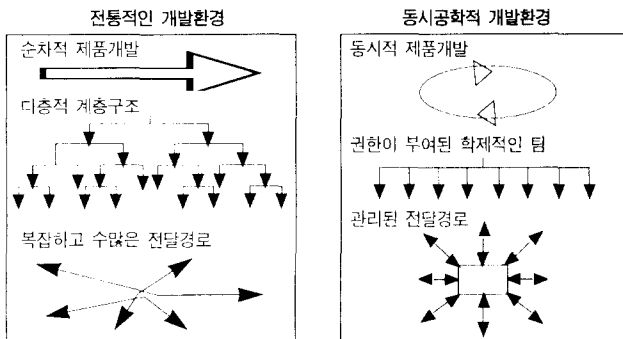 전통적인 개발환경
순차적 제품개발
다층적 계층구조
복잡하고 수많은 전달경로
동시공학적 개발환경
동시적 제품개발
권한이 부여된 학제적인 팀
관리된 전달경로